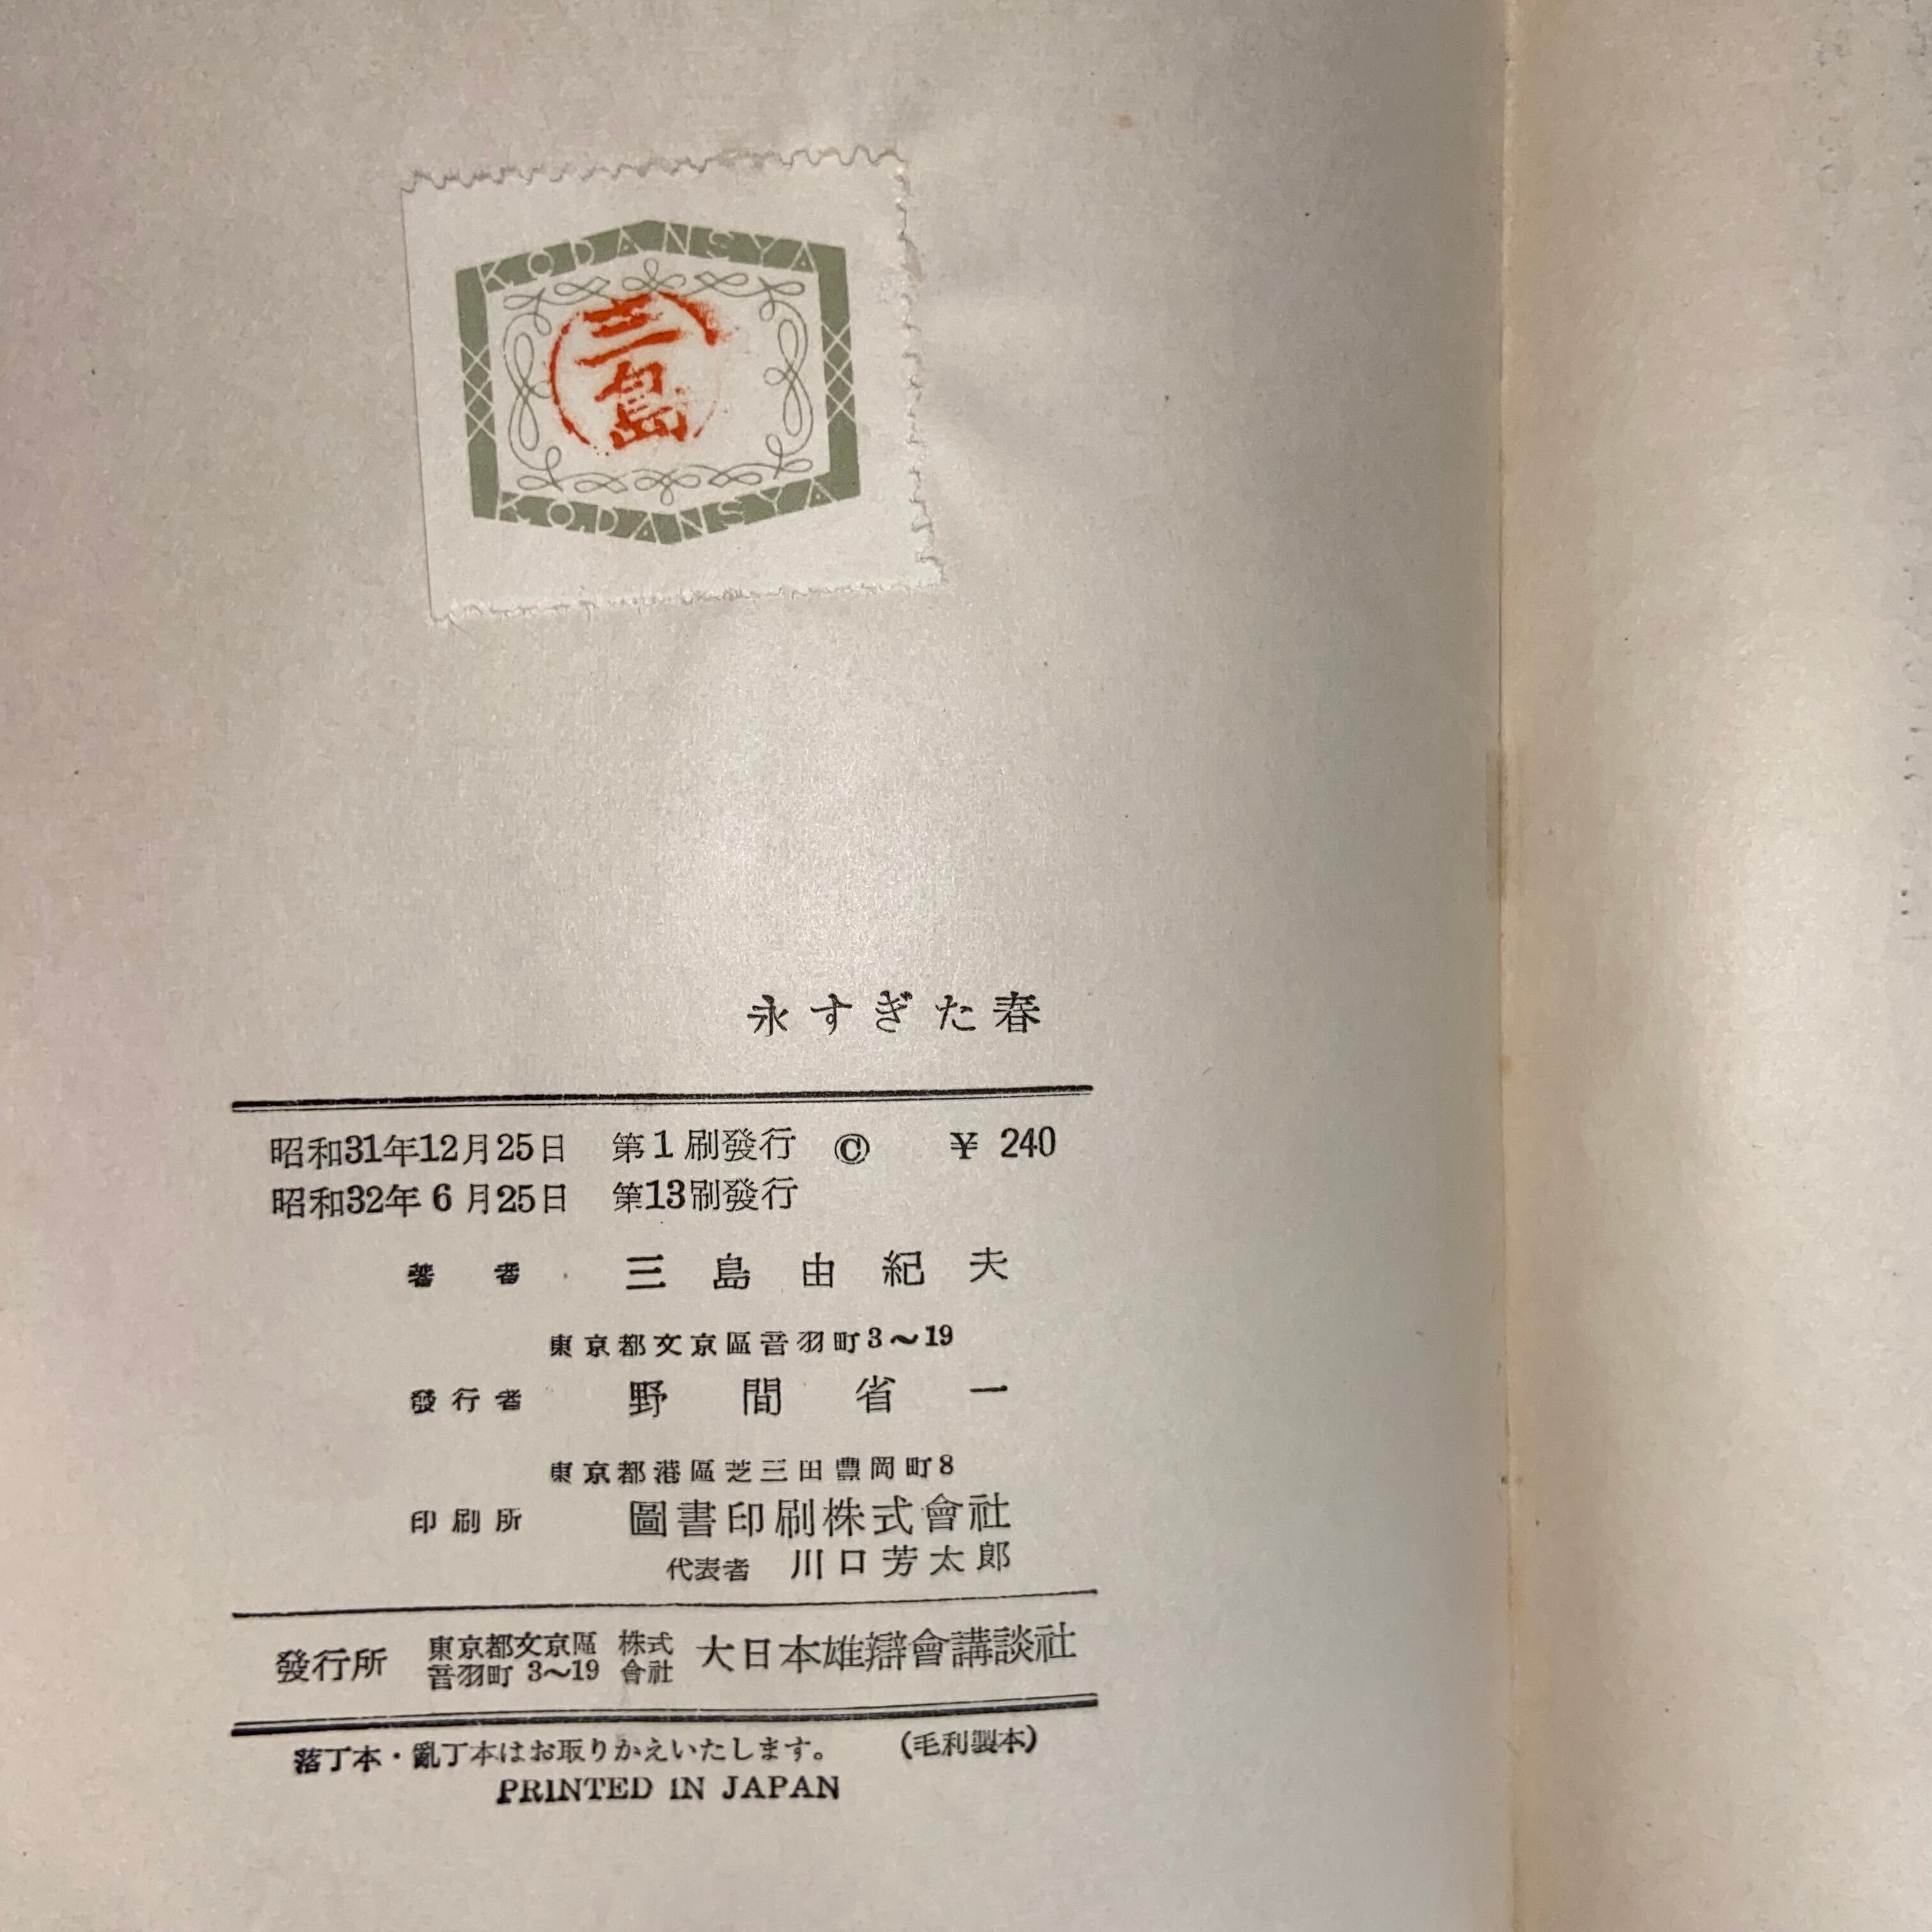 KODANSYA
三島
KODANSYA
永すぎた春
昭和31年12月25日 第1刷發行 © ¥ 240
昭和32年6月25日 第13刷發行
著者 三島由紀夫
東京都文京區音羽町3〜19
發行者 野間省一
東京都港區芝三田豊岡町8
印刷所 圖書印刷株式會社
代表者 川口芳太郎
發行所 東京都文京區音羽町 3〜19 株式會社 大日本雄辯會講談社
落丁本・亂丁本はお取りかえいたします。 (毛利製本)
PRINTED IN JAPAN